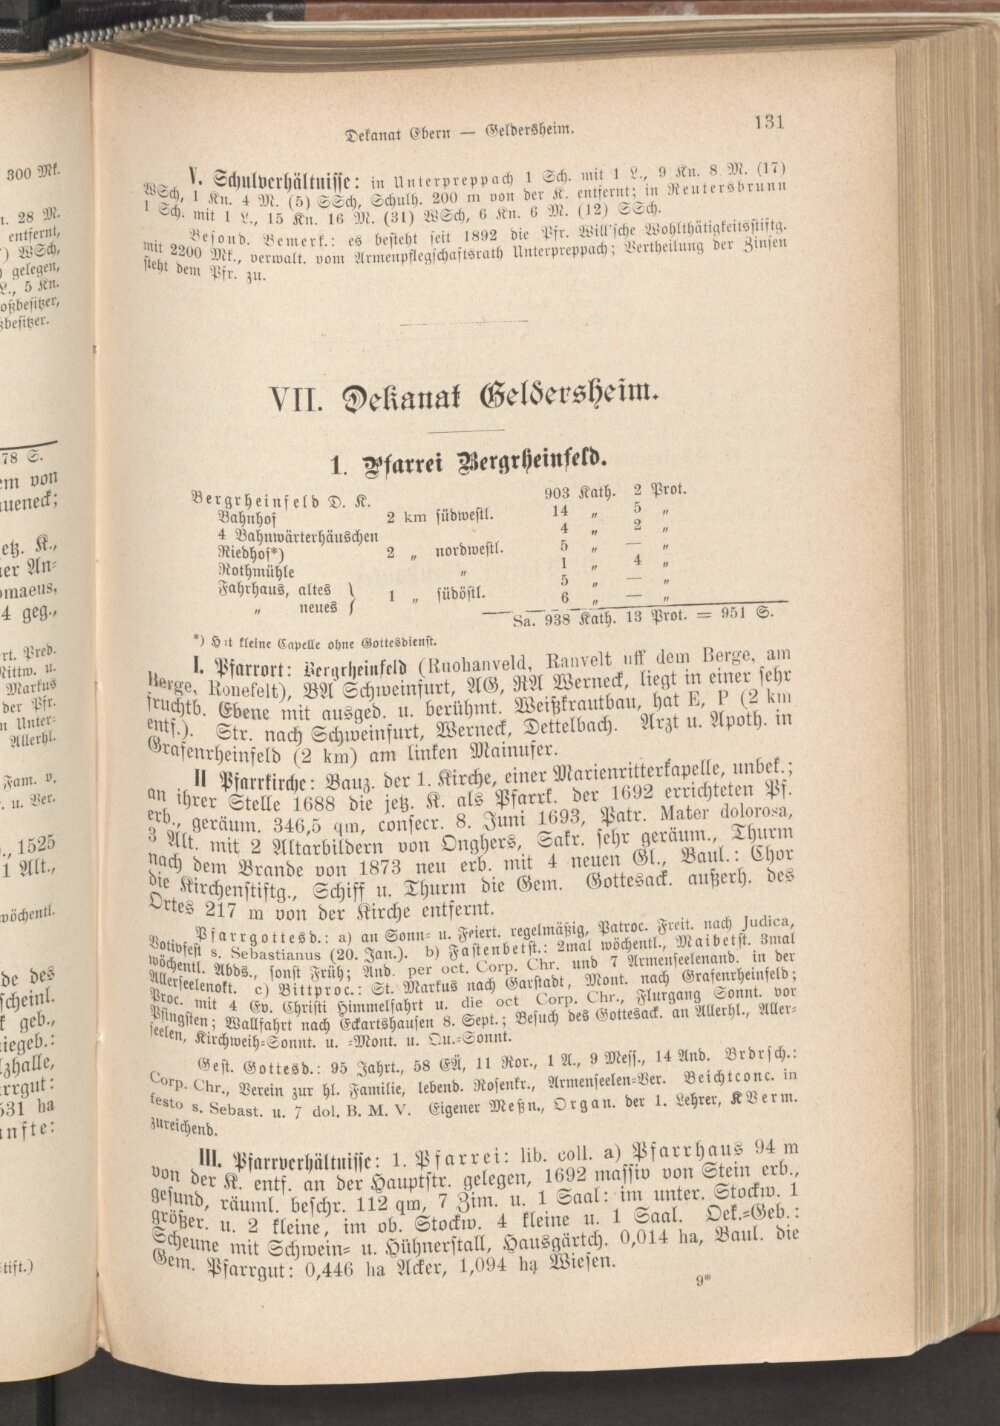 Dekanat Ebern — Geldersheim. 131
V. Schulverhältnisse: in Unterpreppach 1 Sch. mit 1 L., 9 Kn. 8 M. (17)
WSch, 1 Kn. 4 M. (5) SSch, Schulh. 200 m von der K. entfernt; in Reutersbrunn
1 Sch. mit 1 L., 15 Kn. 16 M. (31) WSch, 6 Kn. 6 M. (12) SSch.
Besond. Bemerk.: es besteht seit 1892 die Pfr. Will'sche Wohlthätigkeitsstiftg.
mit 2200 Mk., verwalt. vom Armenpflegschaftsrath Unterpreppach; Vertheilung der Zinsen
steht dem Pfr. zu.
VII. Dekanat Geldersheim.
1. Pfarrei Bergrheinfeld.
Bergrheinfeld D. K. 903 Kath. 2 Prot.
Bahnhof 2 km südwestl. 14 „ 5 „
4 Bahnwärterhäuschen 4 „ 2 „
Riedhof*) 2 „ nordwestl. 5 „ — „
Rothmühle „ 1 „ 4 „
Fahrhaus, altes } 1 „ südöstl. 5 „ — „
„ neues } 6 „ — „
Sa. 938 Kath. 13 Prot. = 951 S.
*) Hit kleine Capelle ohne Gottesdienst.
I. Pfarrort: Bergrheinfeld (Ruohanveld, Ranvelt uff dem Berge, am
Berge, Ronefelt), BA Schweinfurt, AG, RA Werneck, liegt in einer sehr
fruchtb. Ebene mit ausged. u. berühmt. Weißkrautbau, hat E, P (2 km
entf.). Str. nach Schweinfurt, Werneck, Dettelbach. Arzt u. Apoth. in
Grafenrheinfeld (2 km) am linken Mainufer.
II Pfarrkirche: Bauz. der 1. Kirche, einer Marienritterkapelle, unbek.;
an ihrer Stelle 1688 die jetz. K. als Pfarrk. der 1692 errichteten Pf.
erb., geräum. 346,5 qm, consecr. 8. Juni 1693, Patr. Mater dolorosa,
3 Alt. mit 2 Altarbildern von Onghers, Sakr. sehr geräum., Thurm
nach dem Brande von 1873 neu erb. mit 4 neuen Gl., Baul.: Chor
die Kirchenstiftg., Schiff u. Thurm die Gem. Gottesack. außerh. des
Ortes 217 m von der Kirche entfernt.
Pfarrgottesd.: a) an Sonn= u. Feiert. regelmäßig, Patroc. Freit. nach Judica,
Votivfest s. Sebastianus (20. Jan.). b) Fastenbetst.: 2mal wöchentl., Maibetst. 3mal
wöchentl. Abds., sonst Früh; And. per oct. Corp. Chr. und 7 Armenseelenand. in der
Allerseelenokt. c) Bittproc.: St. Markus nach Garstadt, Mont. nach Grafenrheinfeld;
Proc. mit 4 Ev. Christi Himmelfahrt u. die oct Corp. Chr., Flurgang Sonnt. vor
Pfingsten; Wallfahrt nach Eckartshausen 8. Sept.; Besuch des Gottesack. an Allerhl., Aller=
seelen, Kirchweih=Sonnt. u. =Mont. u. Qu.=Sonnt.
Gest. Gottesd.: 95 Jahrt., 58 EÄ, 11 Ror., 1 A., 9 Mess., 14 And. Brdrsch.:
Corp. Chr., Verein zur hl. Familie, lebend. Rosenkr., Armenseelen=Ver. Beichtconc. in
festo s. Sebast. u. 7 dol. B. M. V. Eigener Meßn., Organ. der 1. Lehrer, KVerm.
zureichend.
III. Pfarrverhältnisse: 1. Pfarrei: lib. coll. a) Pfarrhaus 94 m
von der K. entf. an der Hauptstr. gelegen, 1692 massiv von Stein erb.,
gesund, räuml. beschr. 112 qm, 7 Zim. u. 1 Saal: im unter. Stockw. 1
größer. u. 2 kleine, im ob. Stockw. 4 kleine u. 1 Saal. Oek.=Geb.:
Scheune mit Schwein= u. Hühnerstall, Hausgärtch. 0,014 ha, Baul. die
Gem. Pfarrgut: 0,446 ha Äcker, 1,094 ha Wiesen.
9*